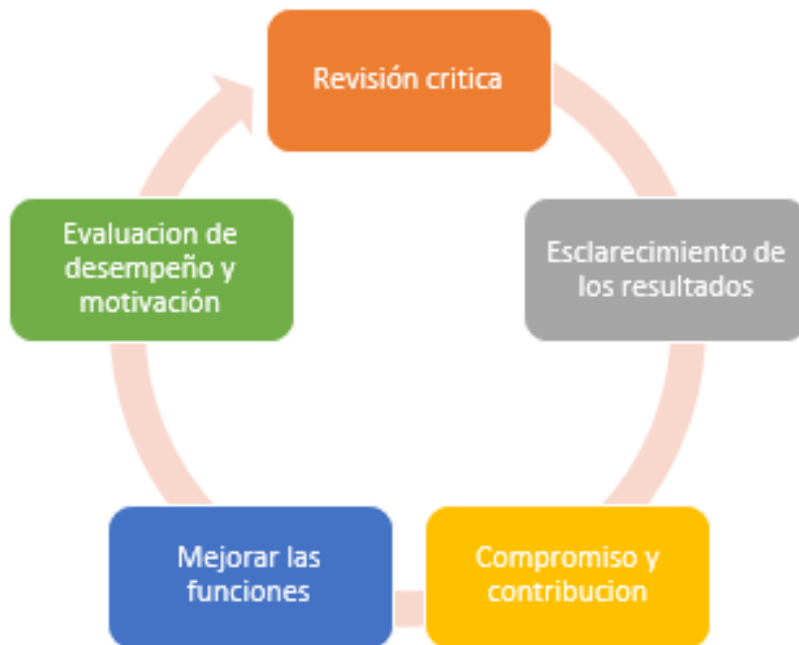 Revisión critica
Esclarecimiento de
los resultados
Compromiso y
contribucion
Mejorar las
funciones
Evaluacion de
desempeño y
motivación